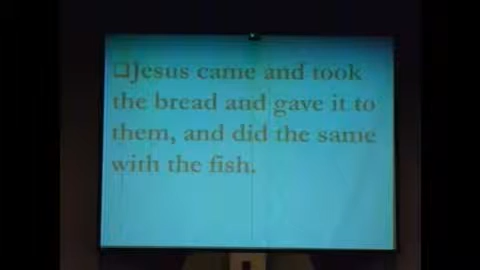 ❑Jesus came and took
the bread and gave it to
them, and did the same
with the fish.